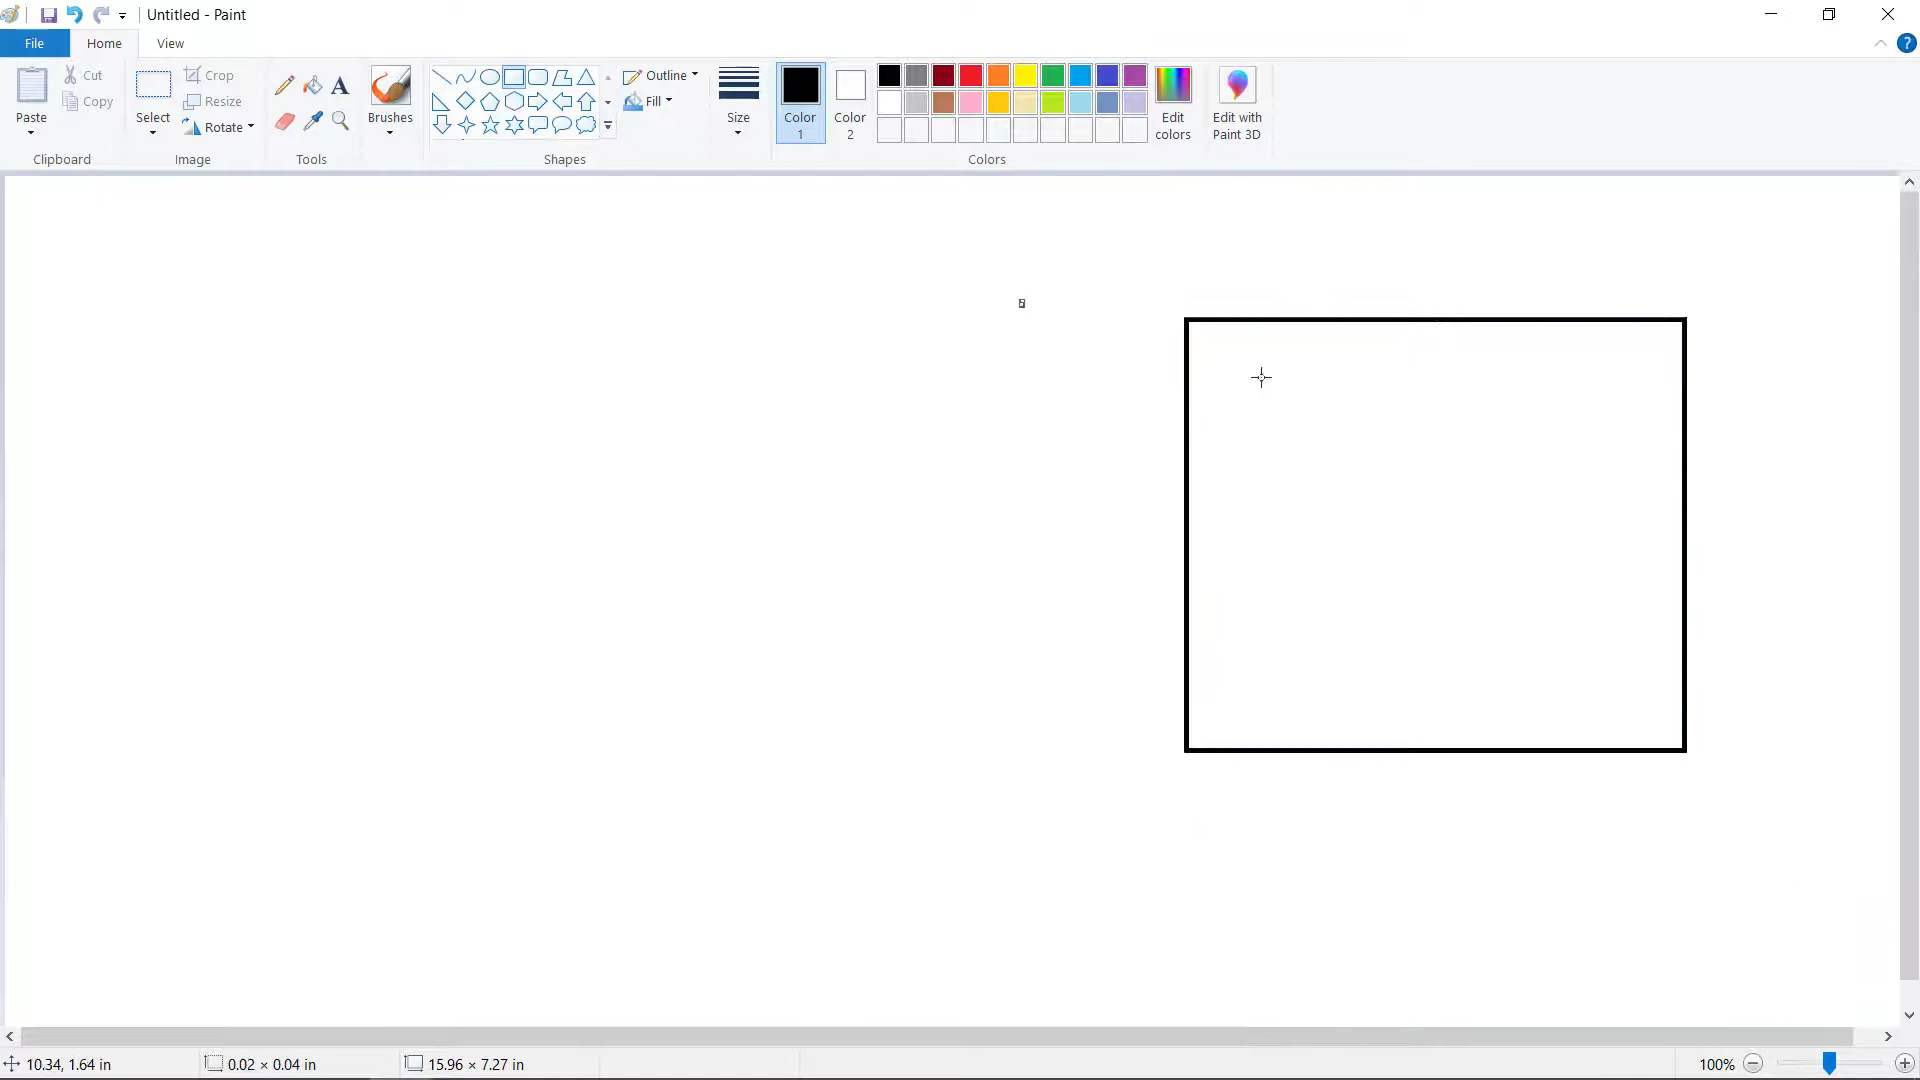 Untitled - Paint
File Home View
Paste
Cut
Copy
Clipboard
Select
Crop
Resize
Rotate
Image
A
Tools
Brushes
Outline
Fill
Shapes
Size
Color 1
Color 2
Edit colors
Edit with Paint 3D
Colors
?
10.34, 1.64 in
0.02 × 0.04 in
15.96 × 7.27 in
100%